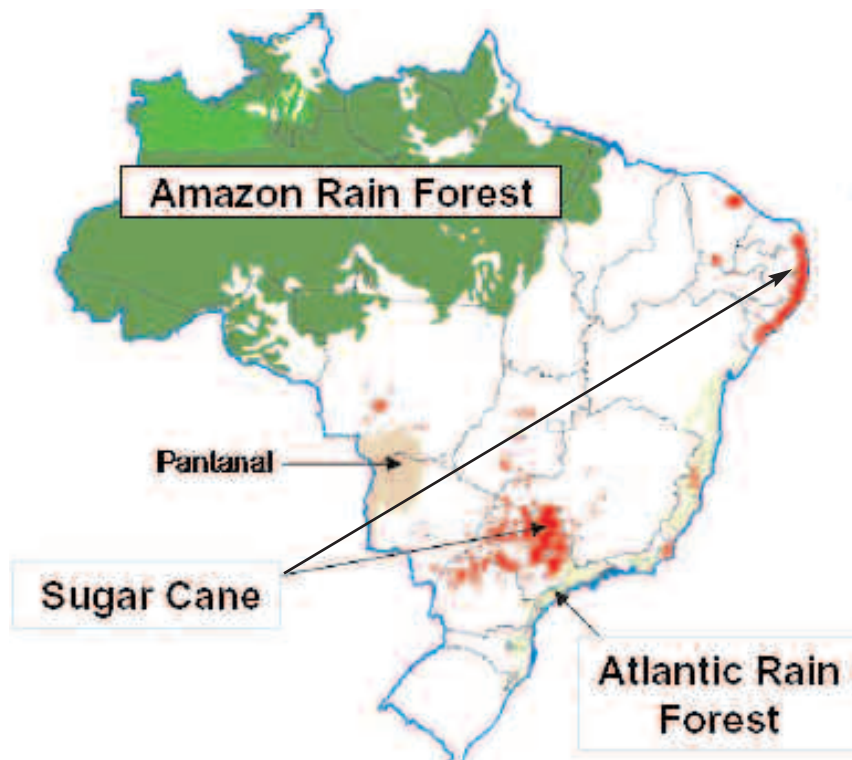 Amazon Rain Forest
Pantanal
Sugar Cane
Atlantic Rain
Forest